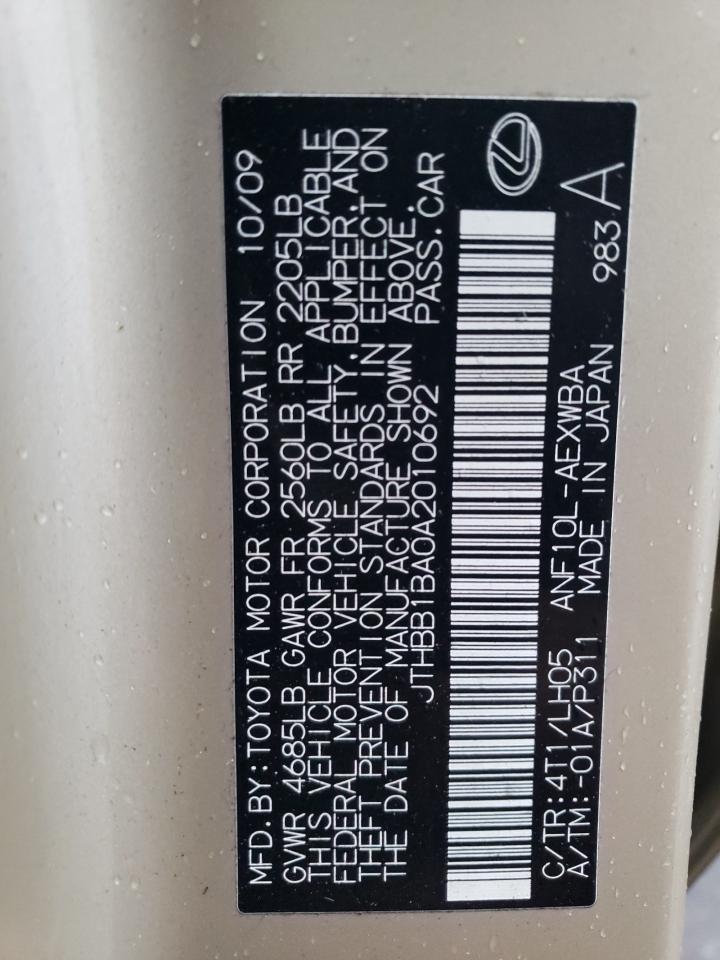 MFD.BY:TOYOTA MOTOR CORPORATION 10/09
GVWR 4685LB GAWR FR 2560LB RR 2205LB
THIS VEHICLE CONFORMS TO ALL APPLICABLE
FEDERAL MOTOR VEHICLE SAFETY,BUMPER,AND
THEFT PREVENTION STANDARDS IN EFFECT ON
THE DATE OF MANUFACTURE SHOWN ABOVE.
JTHBB1BA0A2010692 PASS.CAR
C/TR:4T1/LH05 ANF10L-AEXWBA 983
A/TM:-01A/P311 MADE IN JAPAN A